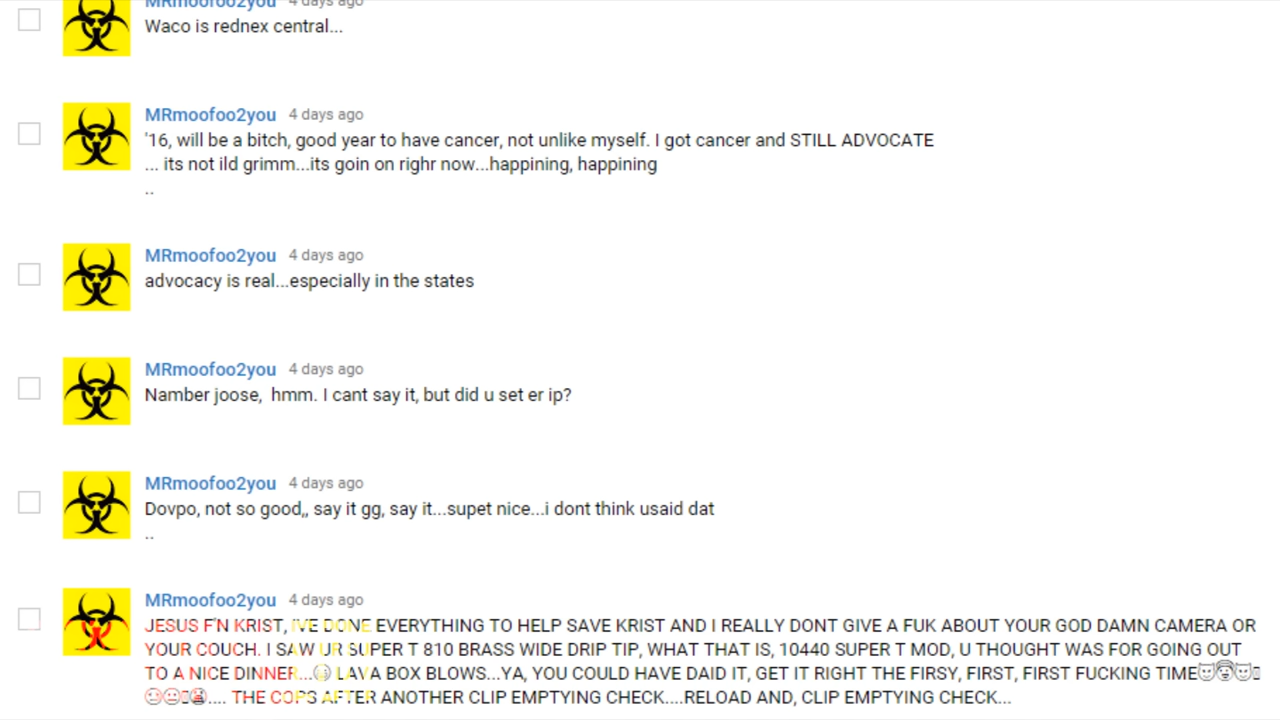 MRmoofoo2you 4 days ago
Waco is rednex central...
MRmoofoo2you 4 days ago
'16, will be a bitch, good year to have cancer, not unlike myself. I got cancer and STILL ADVOCATE
... its not ild grimm...its goin on righr now...happining, happining
..
MRmoofoo2you 4 days ago
advocacy is real...especially in the states
MRmoofoo2you 4 days ago
Namber joose,  hmm. I cant say it, but did u set er ip?
MRmoofoo2you 4 days ago
Dovpo, not so good,, say it gg, say it...supet nice...i dont think usaid dat
..
MRmoofoo2you 4 days ago
JESUS F'N KRIST, IVE DONE EVERYTHING TO HELP SAVE KRIST AND I REALLY DONT GIVE A FUK ABOUT YOUR GOD DAMN CAMERA OR
YOUR COUCH. I SAW UR SUPER T 810 BRASS WIDE DRIP TIP, WHAT THAT IS, 10440 SUPER T MOD, U THOUGHT WAS FOR GOING OUT
TO A NICE DINNER... LAVA BOX BLOWS...YA, YOU COULD HAVE DAID IT, GET IT RIGHT THE FIRSY, FIRST, FIRST FUCKING TIME
.... THE COPS AFTER ANOTHER CLIP EMPTYING CHECK....RELOAD AND, CLIP EMPTYING CHECK...